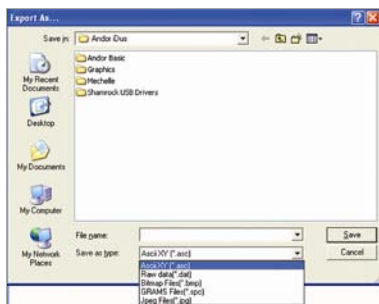 Export As...
Save in:
Andor iDus
Andor Basic
Graphics
Mechelle
Shamrock USB Drivers
My Recent
Documents
Desktop
My Documents
My Computer
My Network
Places
File name:
Save
Save as type:
Ascii XY (*.asc)
Cancel
Ascii XY (*.asc)
Raw data(*.dat)
Bitmap Files(*.bmp)
GRAMS Files(*.spc)
Jpeg Files(*.jpg)